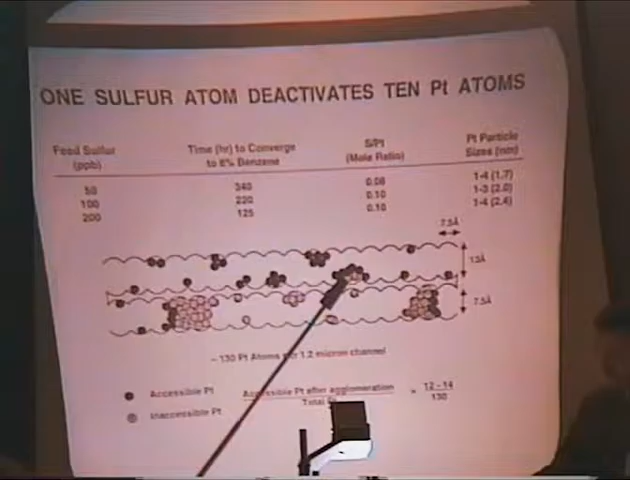 ONE SULFUR ATOM DEACTIVATES TEN Pt ATOMS
Feed Sulfur (ppb) Time (hr) to Converge to 6% Benzene S/Pt (Mole Ratio) Pt Particle Sizes (nm)
50 340 0.08 1-4 (1.7)
100 220 0.10 1-3 (2.0)
200 125 0.10 1-4 (2.4)
7.5Å
7.5Å
~ 130 Pt Atoms 1.2 micron channel
Accessible Pt
Inaccessible Pt
Accessible Pt after agglomeration
Total
= 12-14
130